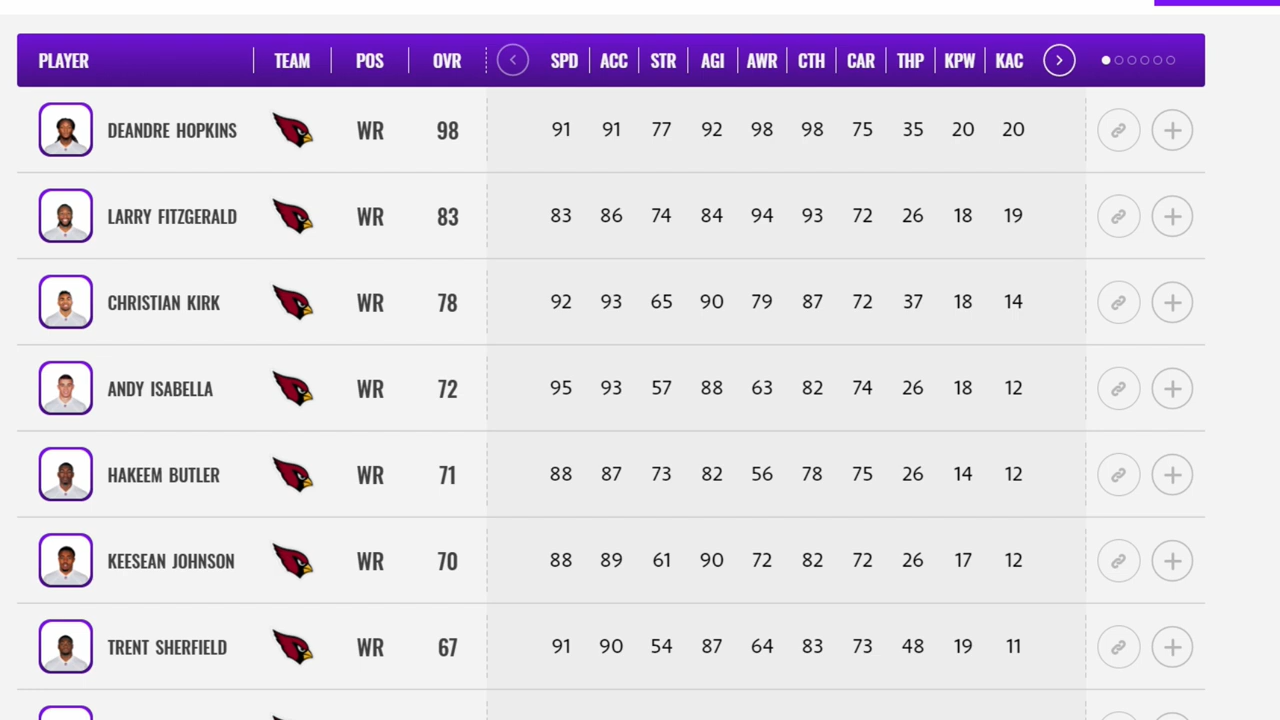 PLAYER TEAM POS OVR SPD ACC STR AGI AWR CTH CAR THP KPW KAC
DEANDRE HOPKINS WR 98 91 91 77 92 98 98 75 35 20 20
LARRY FITZGERALD WR 83 83 86 74 84 94 93 72 26 18 19
CHRISTIAN KIRK WR 78 92 93 65 90 79 87 72 37 18 14
ANDY ISABELLA WR 72 95 93 57 88 63 82 74 26 18 12
HAKEEM BUTLER WR 71 88 87 73 82 56 78 75 26 14 12
KEESEAN JOHNSON WR 70 88 89 61 90 72 82 72 26 17 12
TRENT SHERFIELD WR 67 91 90 54 87 64 83 73 48 19 11